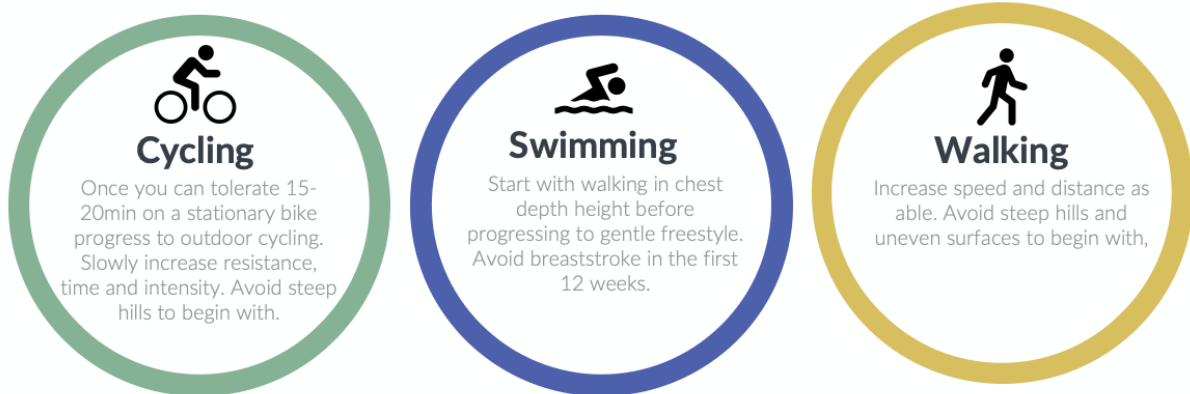 Cycling
Once you can tolerate 15-
20min on a stationary bike
progress to outdoor cycling.
Slowly increase resistance,
time and intensity. Avoid steep
hills to begin with.
Swimming
Start with walking in chest
depth height before
progressing to gentle freestyle.
Avoid breaststroke in the first
12 weeks.
Walking
Increase speed and distance as
able. Avoid steep hills and
uneven surfaces to begin with,